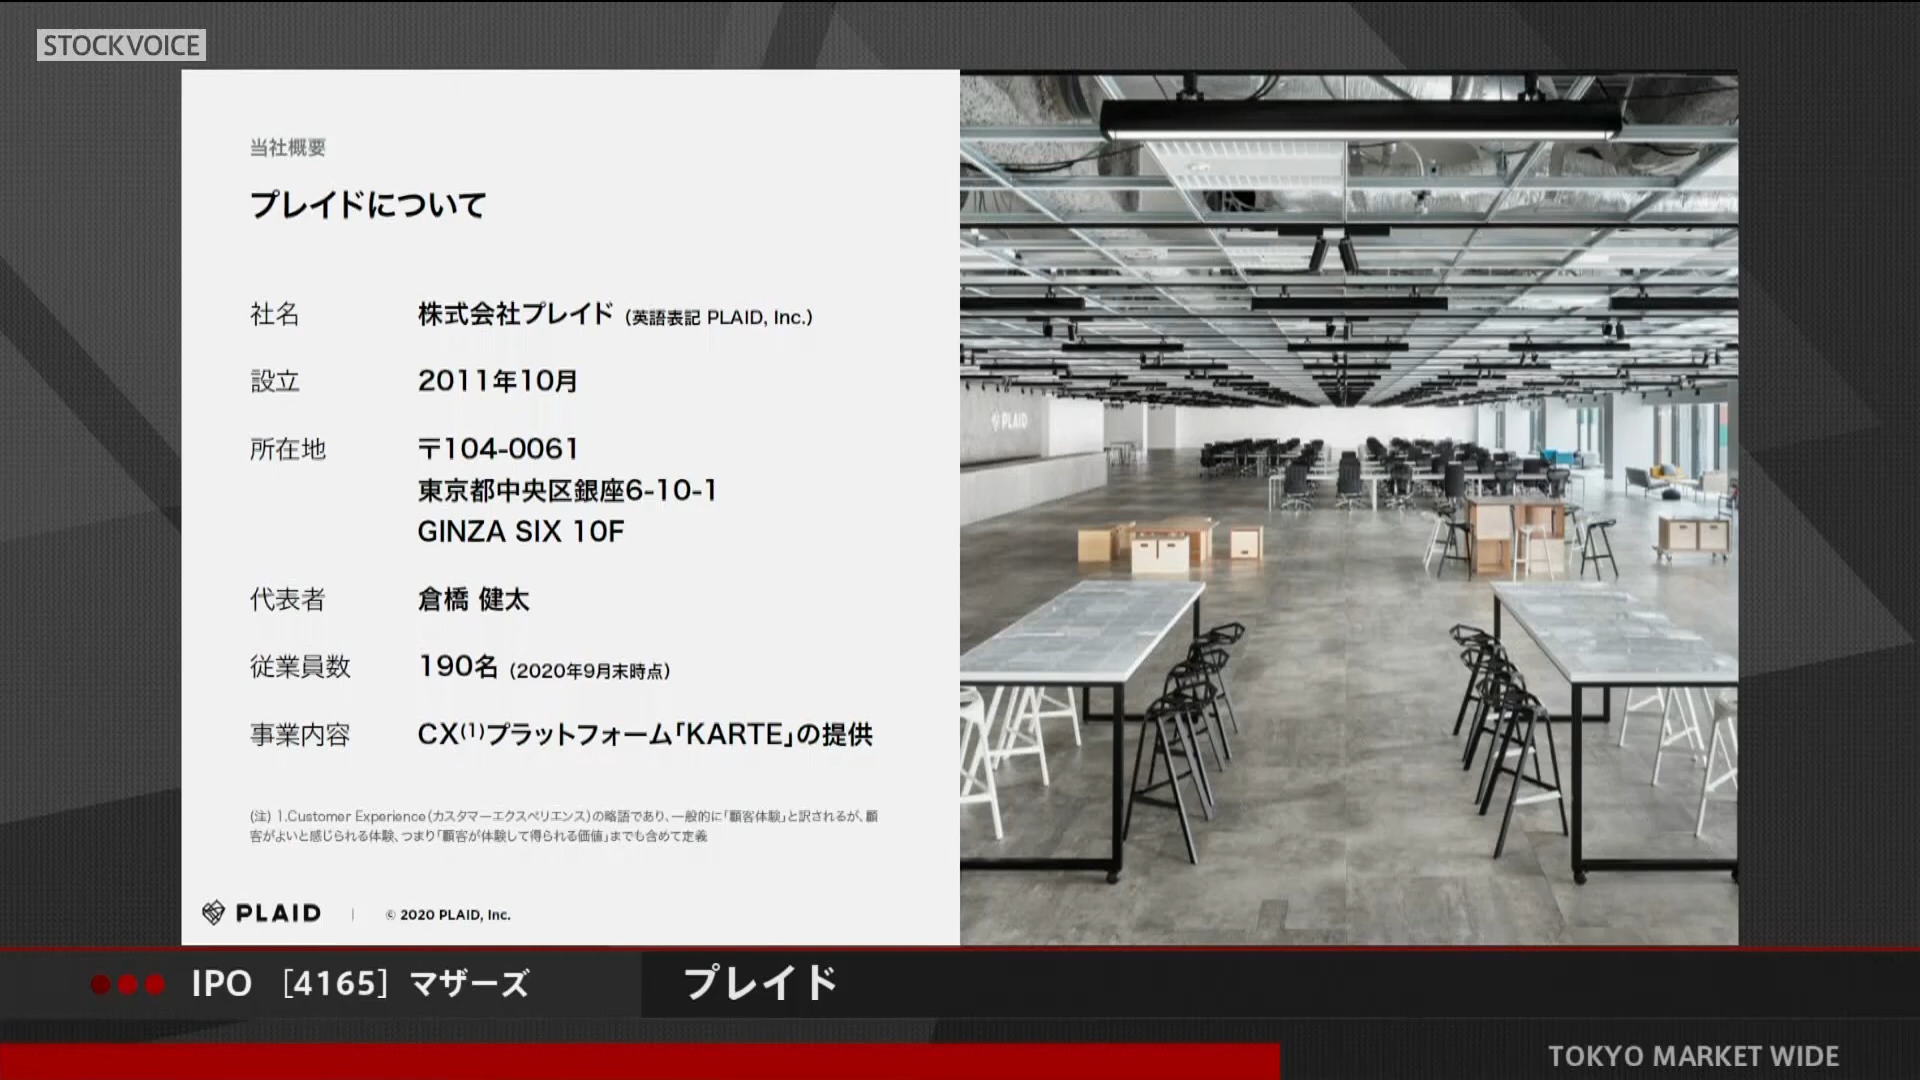 STOCKVOICE
当社概要
プレイドについて
社名 株式会社プレイド (英語表記 PLAID, Inc.)
設立 2011年10月
所在地 〒104-0061
東京都中央区銀座6-10-1
GINZA SIX 10F
代表者 倉橋 健太
従業員数 190名 (2020年9月末時点)
事業内容 CX(1)プラットフォーム「KARTE」の提供
(注) 1.Customer Experience(カスタマーエクスペリエンス)の略語であり、一般的に「顧客体験」と訳されるが、顧
客がよいと感じられる体験、つまり「顧客が体験して得られる価値」までも含めて定義
PLAID | © 2020 PLAID, Inc.
PLAID
IPO [4165] マザーズ プレイド
TOKYO MARKET WIDE